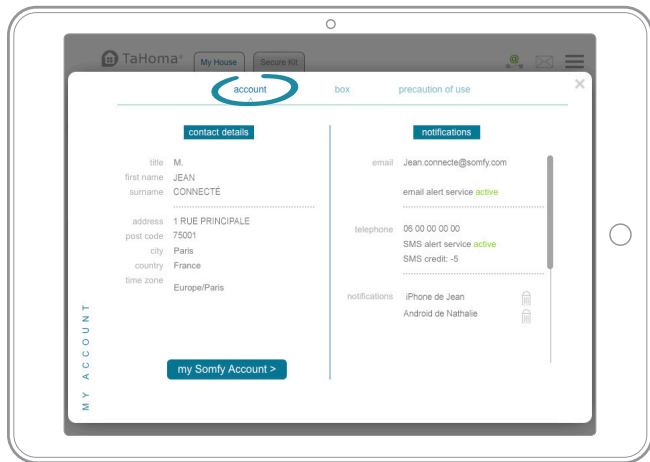 TaHoma®
My House
Secure Kit
@
account
box
precaution of use
×
contact details
title M.
first name JEAN
surname CONNECTÉ
address 1 RUE PRINCIPALE
post code 75001
city Paris
country France
time zone
Europe/Paris
my Somfy Account >
notifications
email Jean.connecte@somfy.com
email alert service active
telephone 06 00 00 00 00
SMS alert service active
SMS credit: -5
notifications iPhone de Jean
Android de Nathalie
MY ACCOUNT